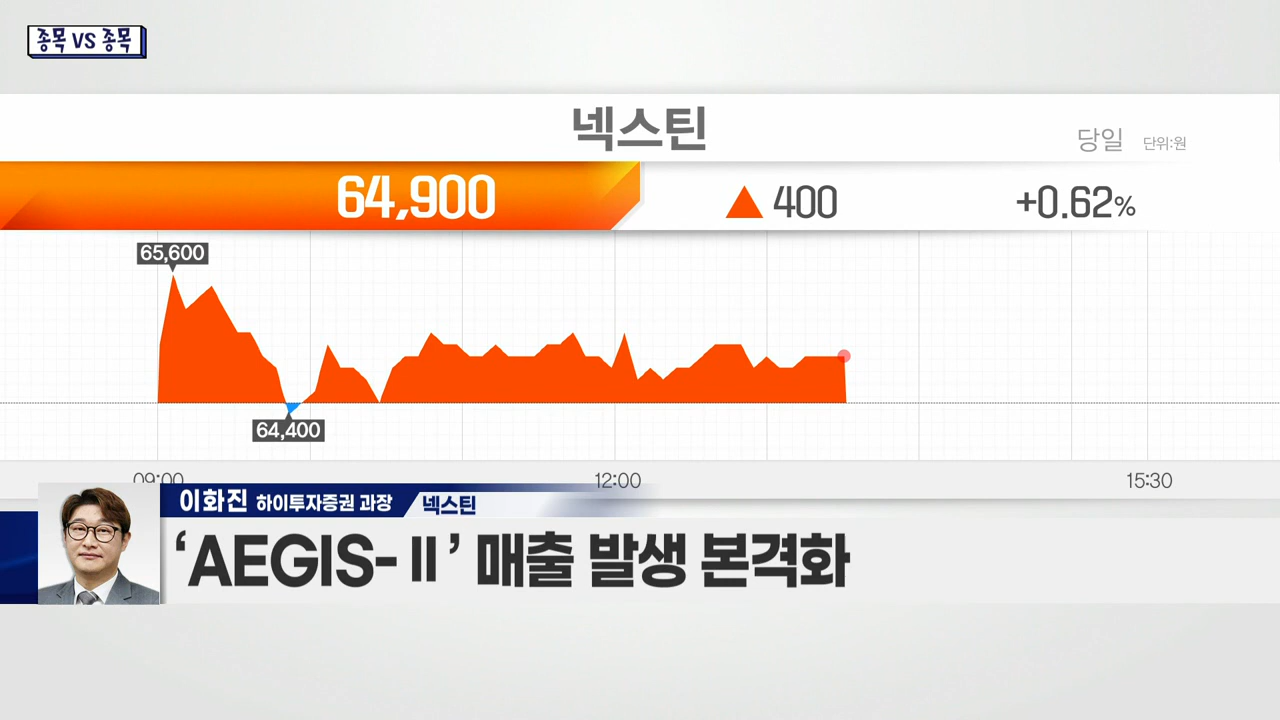 종목 VS 종목
넥스틴
당일 단위:원
64,900 ▲ 400 +0.62%
65,600
64,400
09:00 12:00 15:30
이화진 하이투자증권 과장 넥스틴
‘AEGIS-Ⅱ’ 매출 발생 본격화